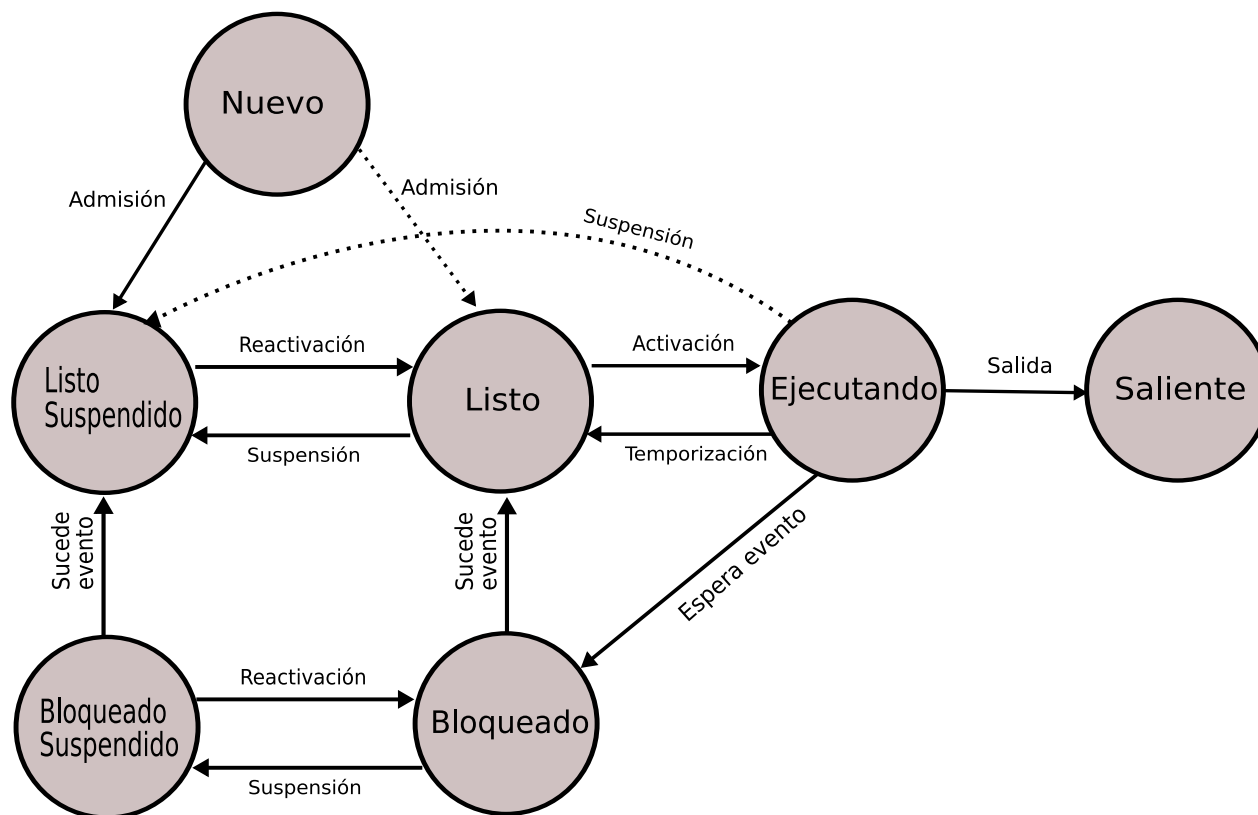 Nuevo
Admisión
Admisión
Suspensión
Reactivación
Activación
Listo
Suspendido
Listo
Ejecutando
Salida
Saliente
Suspensión
Temporización
Sucede
evento
Sucede
evento
Espera evento
Reactivación
Bloqueado
Suspendido
Bloqueado
Suspensión